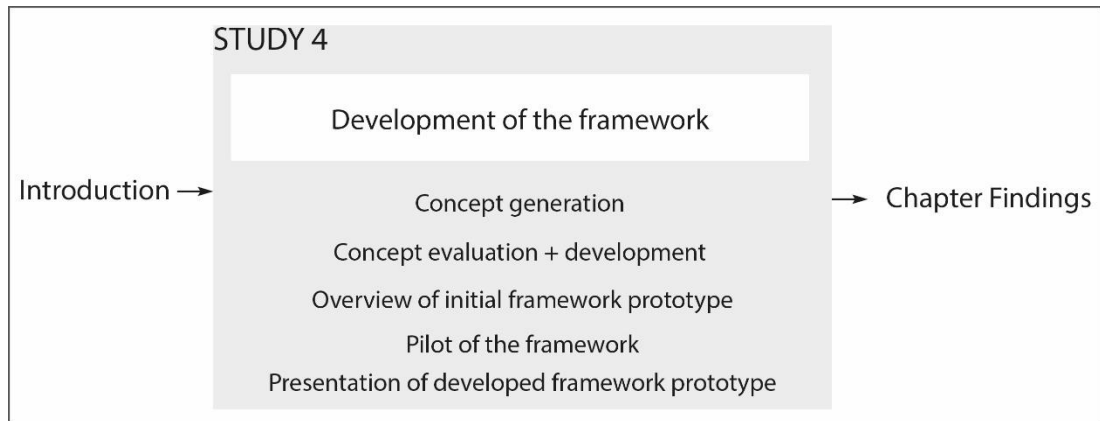 STUDY 4
Development of the framework
Introduction
Concept generation
Concept evaluation + development
Overview of initial framework prototype
Pilot of the framework
Presentation of developed framework prototype
Chapter Findings